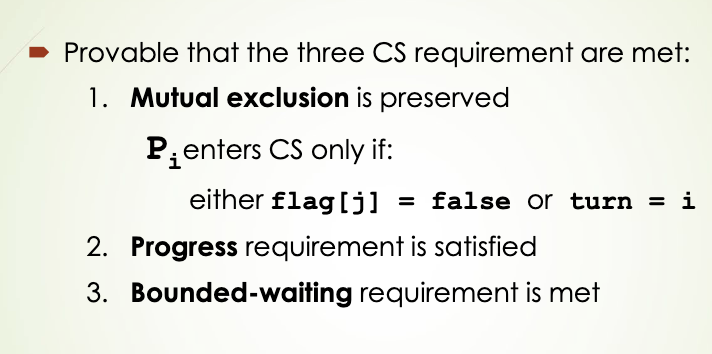 Provable that the three CS requirement are met:
1. Mutual exclusion is preserved
Pi enters CS only if:
either flag[j] = false or turn = i
2. Progress requirement is satisfied
3. Bounded-waiting requirement is met